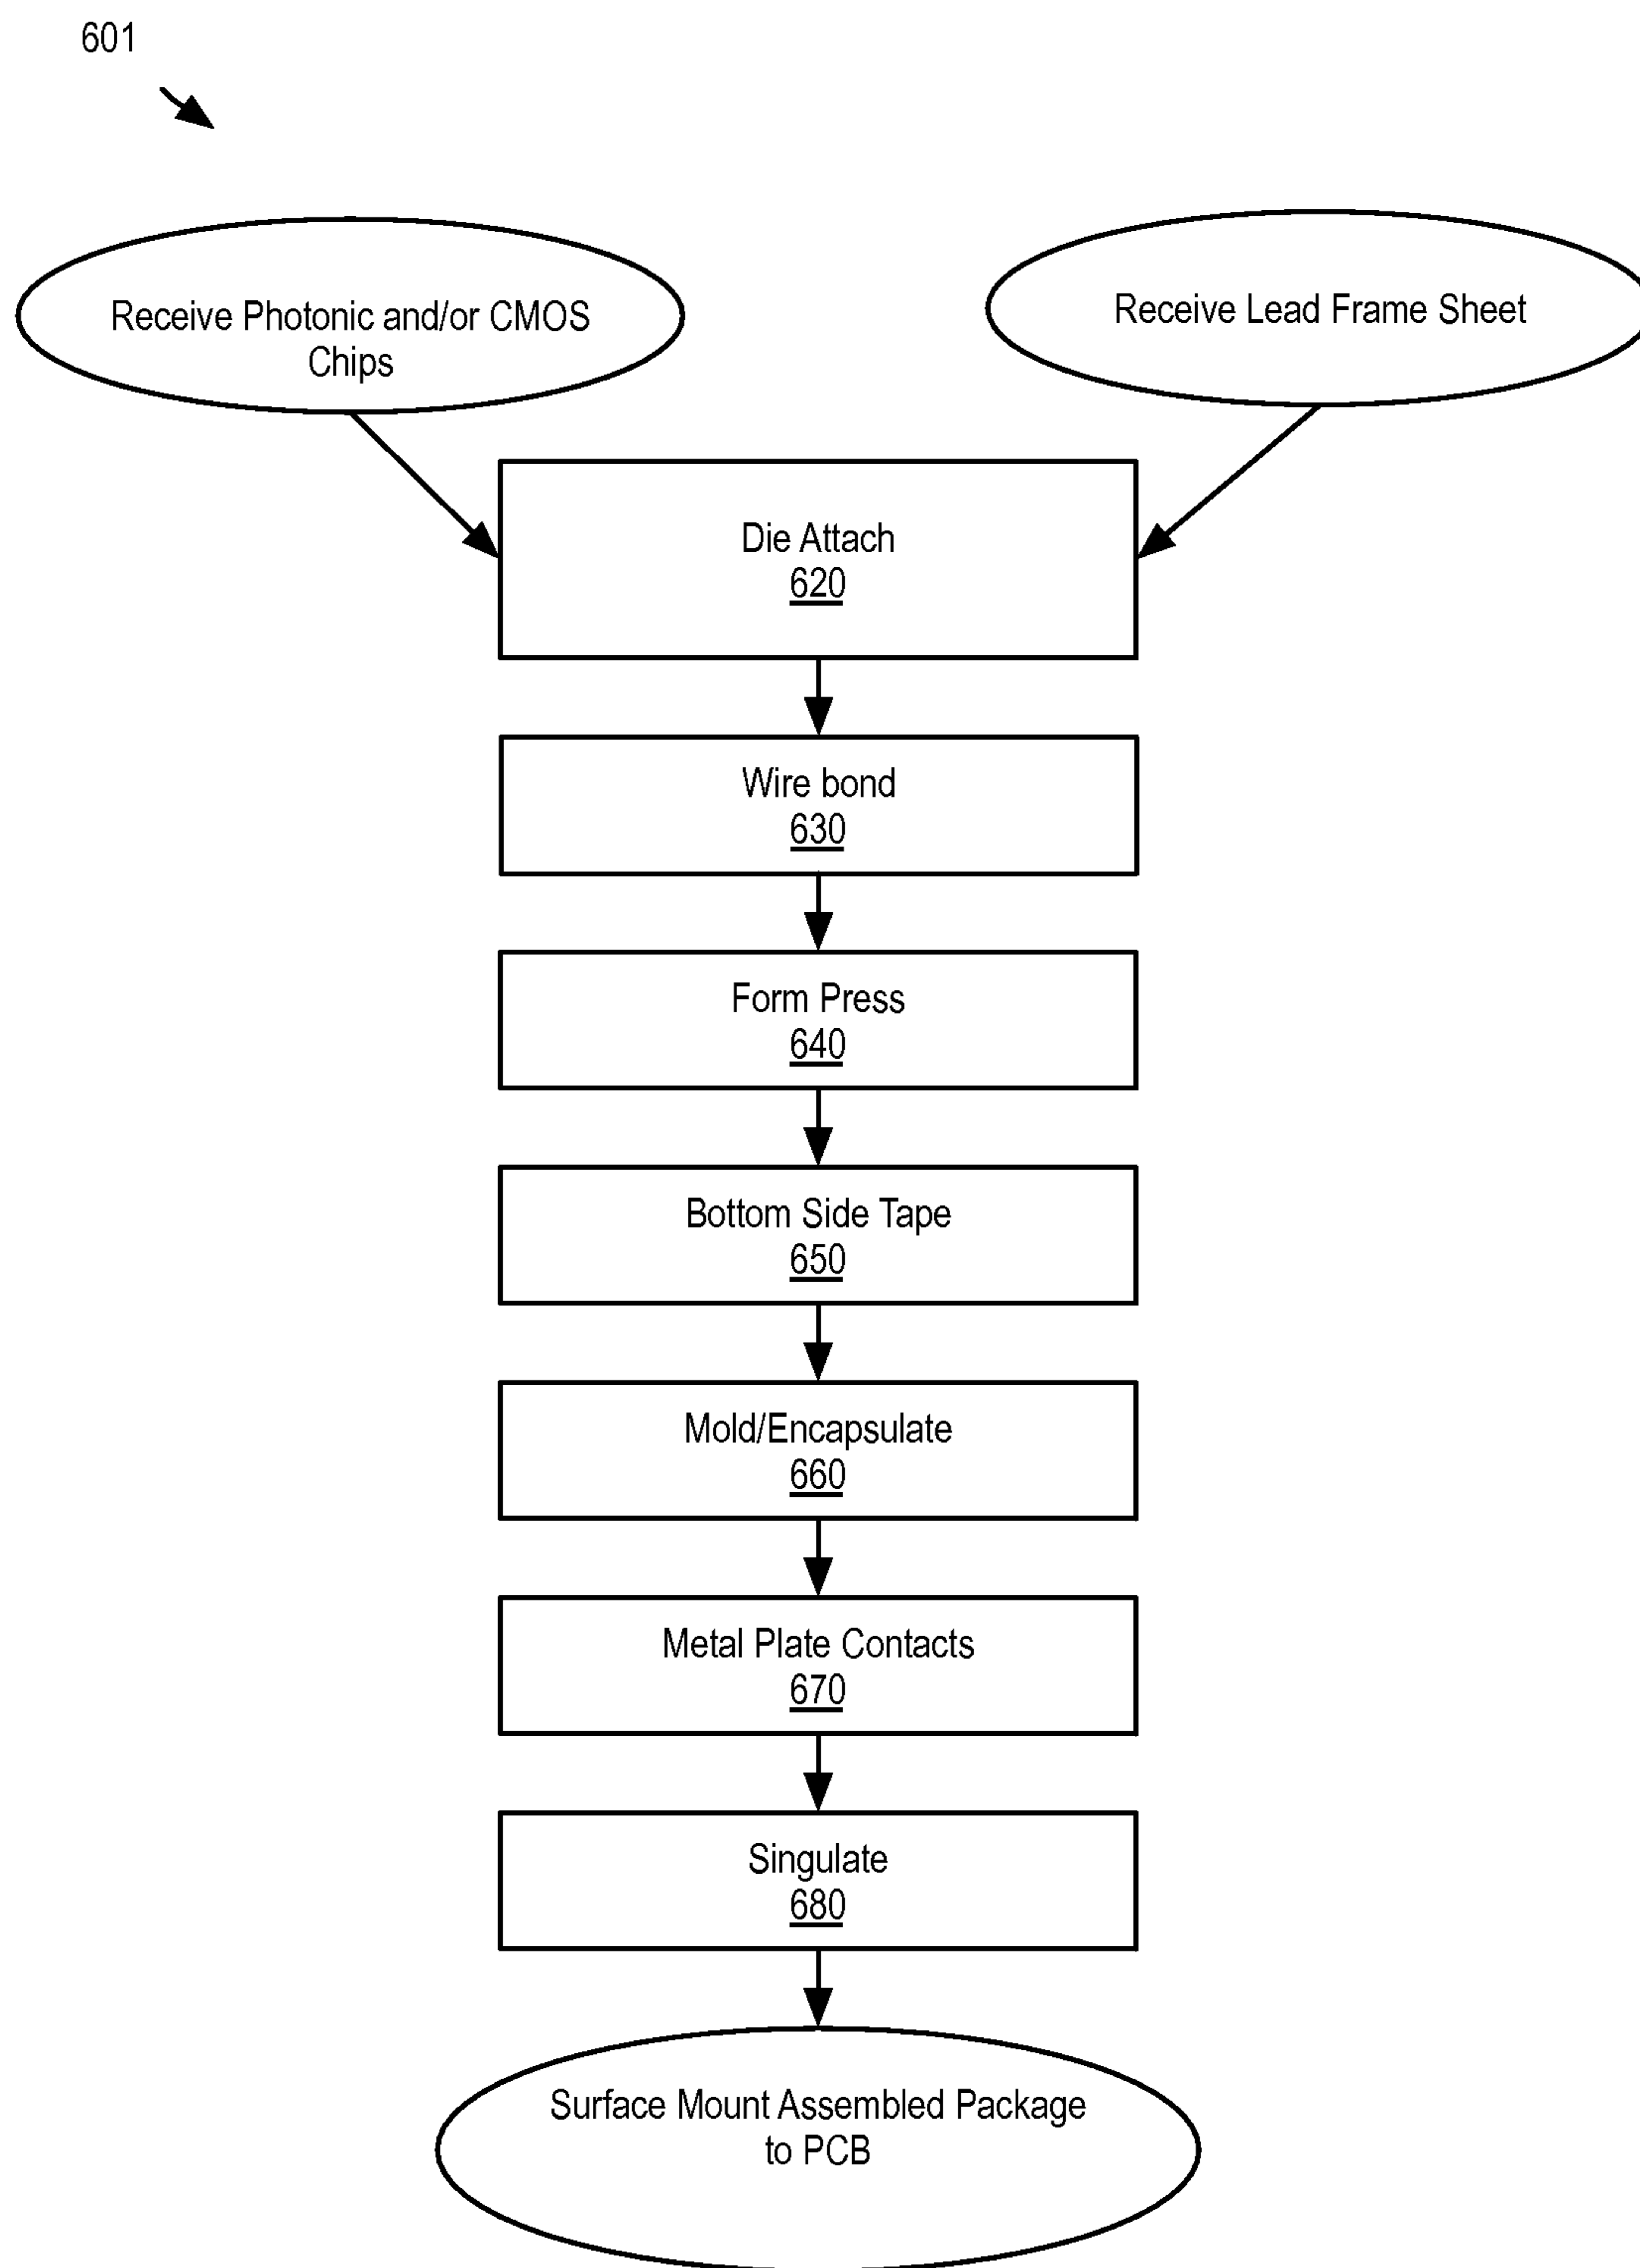 601
Receive Photonic and/or CMOS
Chips
Receive Lead Frame Sheet
Die Attach
620
Wire bond
630
Form Press
640
Bottom Side Tape
650
Mold/Encapsulate
660
Metal Plate Contacts
670
Singulate
680
Surface Mount Assembled Package
to PCB